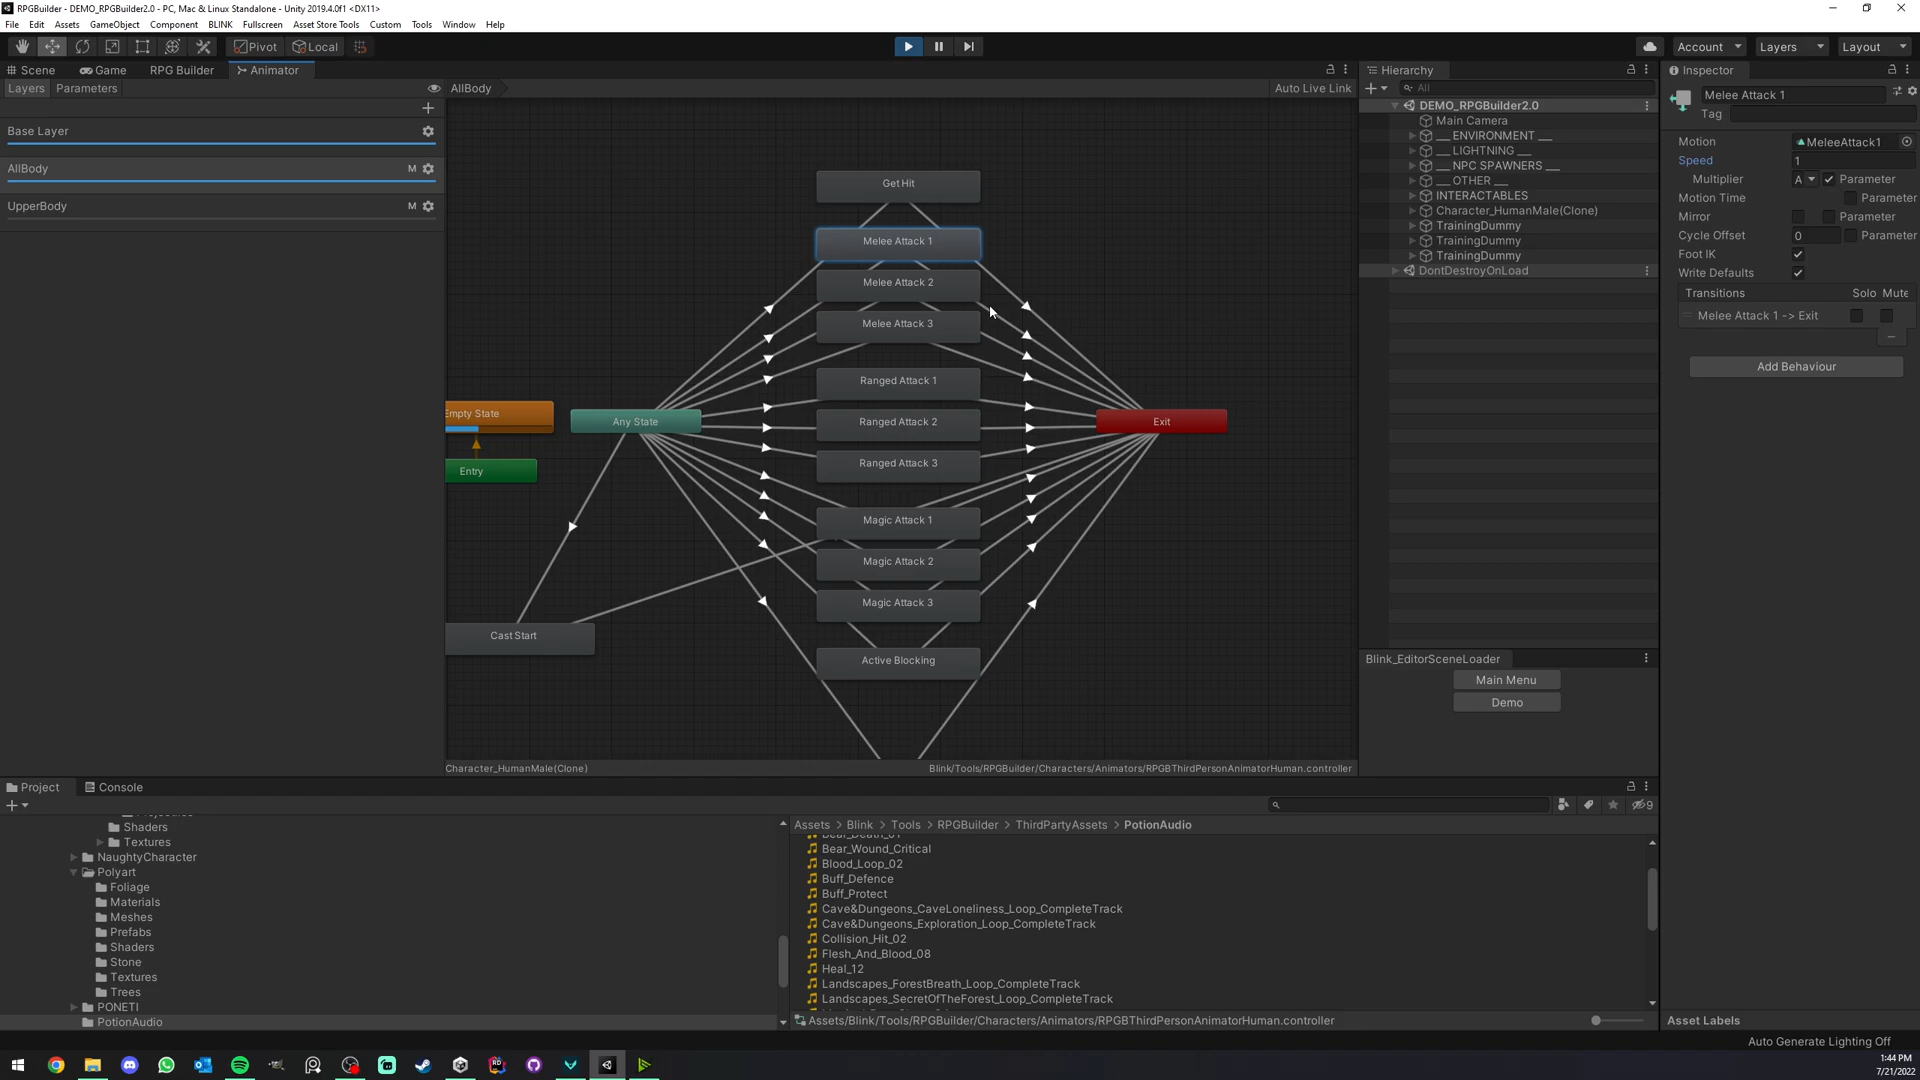 RPGBuilder - DEMO_RPGBuilder2.0 - PC, Mac & Linux Standalone - Unity 2019.4.0f1 <DX11>
File Edit Assets GameObject Component Tools BLINK Fullscreen Asset Store Tools Custom Tools Window Help
Pivot Local Account Layers Layout
Scene Game RPG Builder Animator
Layers Parameters AllBody Auto Live Link
Base Layer
AllBody M
UpperBody M
Get Hit
Melee Attack 1
Melee Attack 2
Melee Attack 3
Ranged Attack 1
Ranged Attack 2
Ranged Attack 3
Empty State
Any State
Exit
Entry
Magic Attack 1
Magic Attack 2
Magic Attack 3
Cast Start
Active Blocking
Character_HumanMale(Clone)
Blink/Tools/RPGBuilder/Characters/Animators/RPGBThirdPersonAnimatorHuman.controller
Hierarchy
All
DEMO_RPGBuilder2.0
Main Camera
___ ENVIRONMENT ___
___ LIGHTNING ___
___ NPC SPAWNERS ___
___ OTHER ___
INTERACTABLES
Character_HumanMale(Clone)
TrainingDummy
TrainingDummy
TrainingDummy
DontDestroyOnLoad
Blink_EditorSceneLoader
Main Menu
Demo
Inspector
Melee Attack 1
Tag
Motion MeleeAttack1
Speed 1
Multiplier A Parameter
Motion Time Parameter
Mirror Parameter
Cycle Offset 0 Parameter
Foot IK
Write Defaults
Transitions Solo Mute
Melee Attack 1 -> Exit
Add Behaviour
Project Console
9
Shaders
Textures
NaughtyCharacter
Polyart
Foliage
Materials
Meshes
Prefabs
Shaders
Stone
Textures
Trees
PONETI
PotionAudio
Assets > Blink > Tools > RPGBuilder > ThirdPartyAssets > PotionAudio
Bear_Wound_Critical
Blood_Loop_02
Buff_Defence
Buff_Protect
Cave&Dungeons_CaveLoneliness_Loop_CompleteTrack
Cave&Dungeons_Exploration_Loop_CompleteTrack
Collision_Hit_02
Flesh_And_Blood_08
Heal_12
Landscapes_ForestBreath_Loop_CompleteTrack
Landscapes_SecretOfTheForest_Loop_CompleteTrack
Assets/Blink/Tools/RPGBuilder/Characters/Animators/RPGBThirdPersonAnimatorHuman.controller
Asset Labels
Auto Generate Lighting Off
1:44 PM
7/21/2022